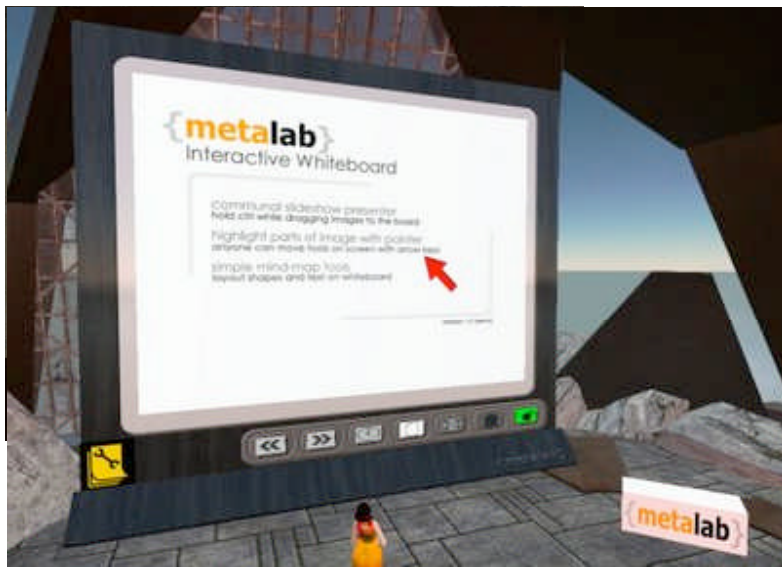 {metalab}
Interactive Whiteboard
communal slideshow presenter
hold ctrl while dragging images to the board
highlight parts of image with pointer
anyone can move tools on screen with arrow keys
simple mind-map tools
layout shapes and text on whiteboard
<<
>>
{metalab}